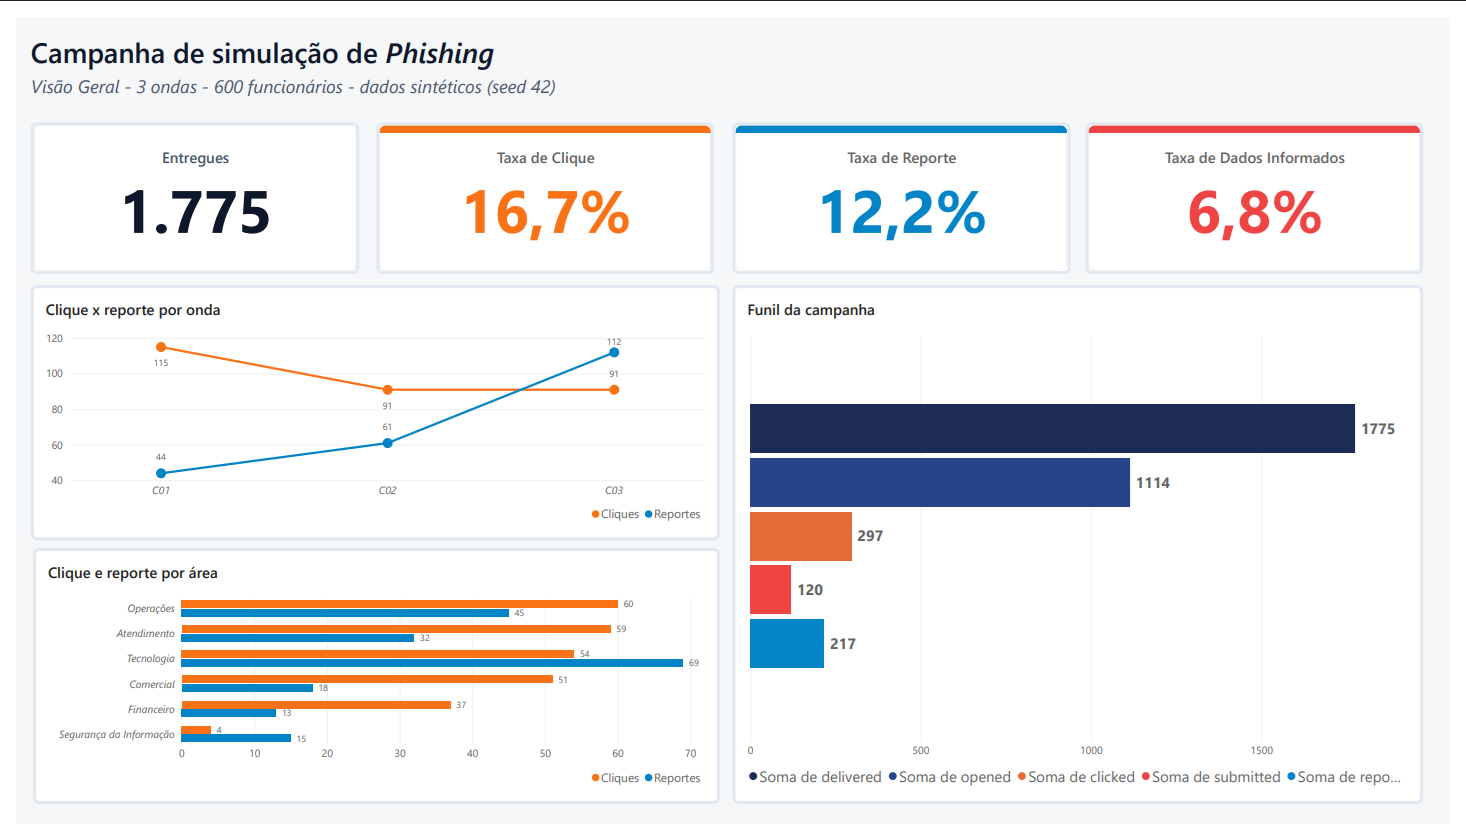 Campanha de simulação de Phishing
Visão Geral - 3 ondas - 600 funcionários - dados sintéticos (seed 42)
Entregues
1.775
Taxa de Clique
16,7%
Taxa de Reporte
12,2%
Taxa de Dados Informados
6,8%
Clique x reporte por onda
120
100
80
60
40
115
91
91
44
61
112
C01
C02
C03
Cliques
Reportes
Clique e reporte por área
Operações
60
45
Atendimento
59
32
Tecnologia
54
69
Comercial
51
18
Financeiro
37
13
Segurança da Informação
4
15
0
10
20
30
40
50
60
70
Cliques
Reportes
Funil da campanha
1775
1114
297
120
217
0
500
1000
1500
Soma de delivered
Soma de opened
Soma de clicked
Soma de submitted
Soma de repo...